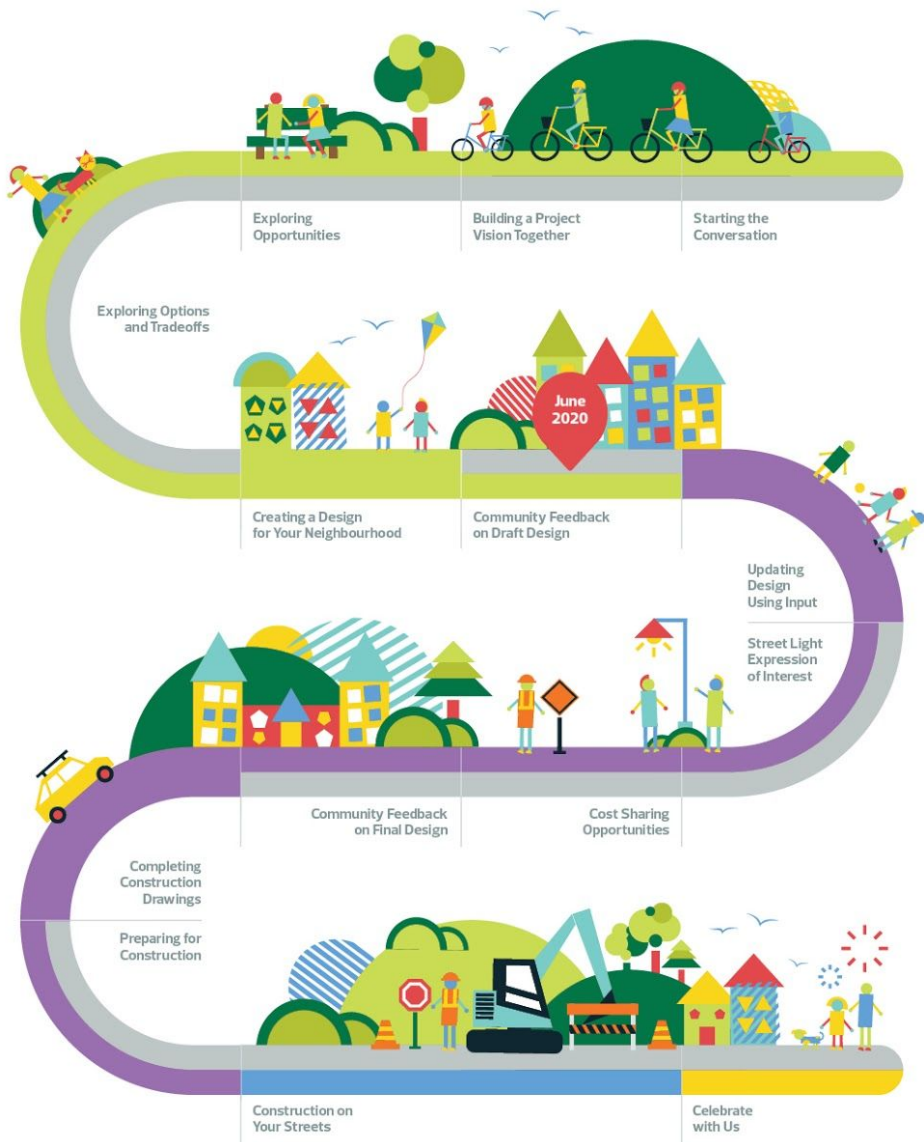 Starting the
Conversation
Building a Project
Vision Together
Exploring
Opportunities
Exploring Options
and Tradeoffs
Creating a Design
for Your Neighbourhood
June
2020
Community Feedback
on Draft Design
Updating
Design
Using Input
Street Light
Expression
of Interest
Cost Sharing
Opportunities
Community Feedback
on Final Design
Completing
Construction
Drawings
Preparing for
Construction
Construction on
Your Streets
Celebrate
with Us